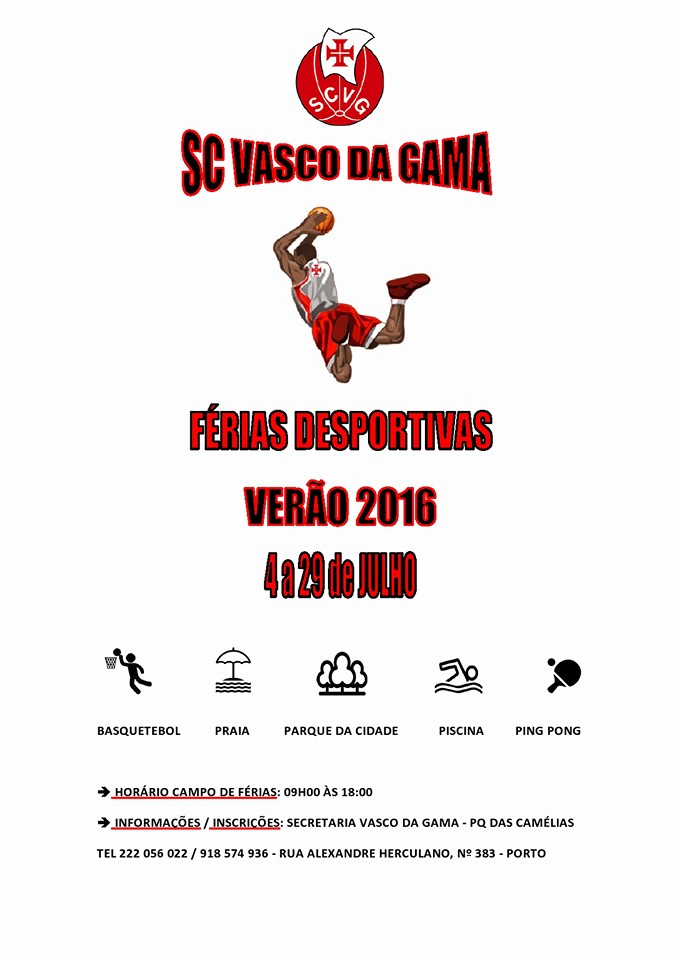 SCVG
SC VASCO DA GAMA
FÉRIAS DESPORTIVAS
VERÃO 2016
4 a 29 de JULHO
BASQUETEBOL PRAIA PARQUE DA CIDADE PISCINA PING PONG
➔ HORÁRIO CAMPO DE FÉRIAS: 09H00 ÀS 18:00
➔ INFORMAÇÕES / INSCRIÇÕES: SECRETARIA VASCO DA GAMA - PQ DAS CAMÉLIAS
TEL 222 056 022 / 918 574 936 - RUA ALEXANDRE HERCULANO, Nº 383 - PORTO